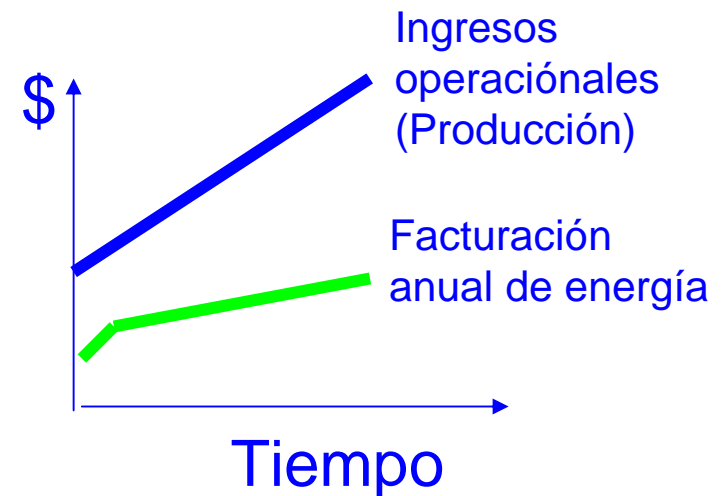 Ingresos
operaciónales
(Producción)
$
Facturación
anual de energía
Tiempo